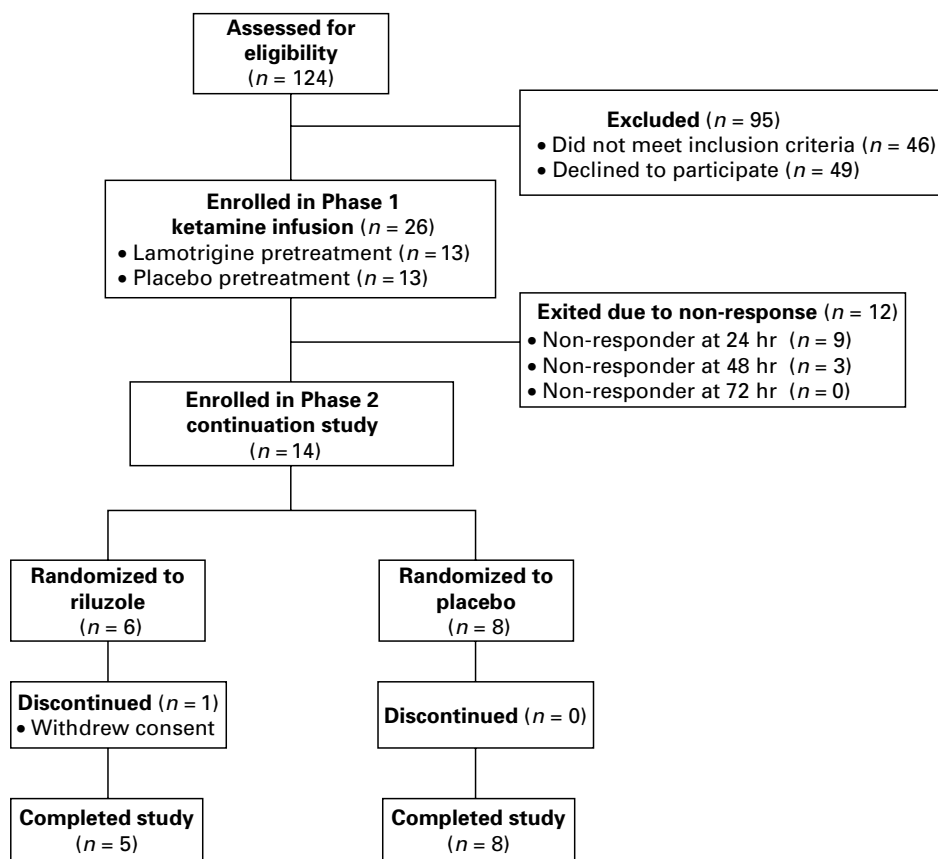 Assessed for
eligibility
(n = 124)
Excluded (n = 95)
• Did not meet inclusion criteria (n = 46)
• Declined to participate (n = 49)
Enrolled in Phase 1
ketamine infusion (n = 26)
• Lamotrigine pretreatment (n = 13)
• Placebo pretreatment (n = 13)
Exited due to non-response (n = 12)
• Non-responder at 24 hr (n = 9)
• Non-responder at 48 hr (n = 3)
• Non-responder at 72 hr (n = 0)
Enrolled in Phase 2
continuation study
(n = 14)
Randomized to
riluzole
(n = 6)
Randomized to
placebo
(n = 8)
Discontinued (n = 1)
• Withdrew consent
Discontinued (n = 0)
Completed study
(n = 5)
Completed study
(n = 8)